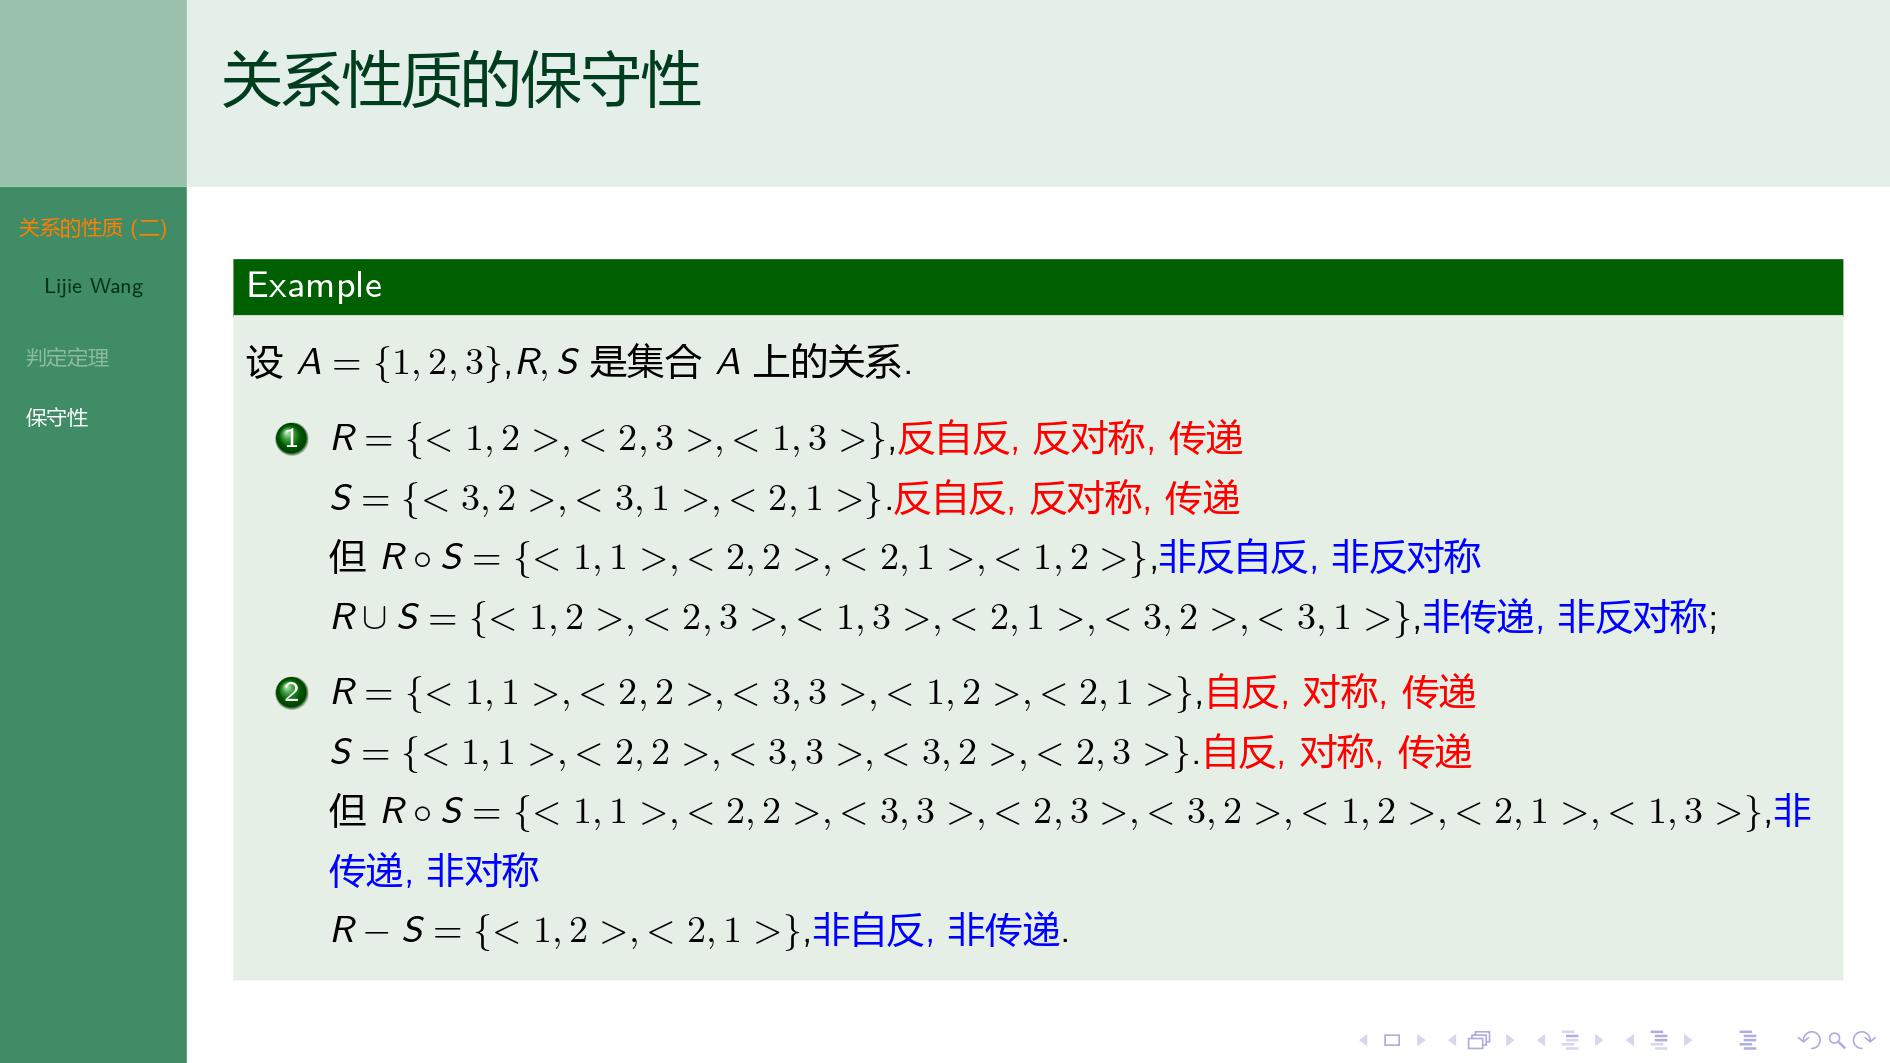 关系性质的保守性
关系的性质 (二)
Lijie Wang
判定定理
保守性
Example
设 A = {1, 2, 3},R, S 是集合 A 上的关系.
1 R = {< 1, 2 >, < 2, 3 >, < 1, 3 >},反自反, 反对称, 传递
S = {< 3, 2 >, < 3, 1 >, < 2, 1 >}.反自反, 反对称, 传递
但 R ∘ S = {< 1, 1 >, < 2, 2 >, < 2, 1 >, < 1, 2 >},非反自反, 非反对称
R ∪ S = {< 1, 2 >, < 2, 3 >, < 1, 3 >, < 2, 1 >, < 3, 2 >, < 3, 1 >},非传递, 非反对称;
2 R = {< 1, 1 >, < 2, 2 >, < 3, 3 >, < 1, 2 >, < 2, 1 >},自反, 对称, 传递
S = {< 1, 1 >, < 2, 2 >, < 3, 3 >, < 3, 2 >, < 2, 3 >}.自反, 对称, 传递
但 R ∘ S = {< 1, 1 >, < 2, 2 >, < 3, 3 >, < 2, 3 >, < 3, 2 >, < 1, 2 >, < 2, 1 >, < 1, 3 >},非
传递, 非对称
R − S = {< 1, 2 >, < 2, 1 >},非自反, 非传递.